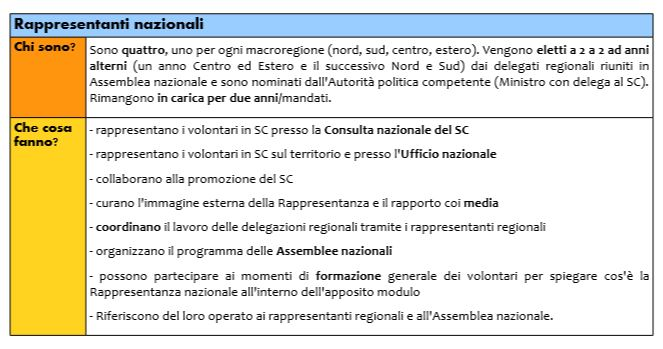 Rappresentanti nazionali
Chi sono?
Sono quattro, uno per ogni macroregione (nord, sud, centro, estero). Vengono eletti a 2 a 2 ad anni
alterni (un anno Centro ed Estero e il successivo Nord e Sud) dai delegati regionali riuniti in
Assemblea nazionale e sono nominati dall'Autorità politica competente (Ministro con delega al SC).
Rimangono in carica per due anni/mandati.
Che cosa
fanno?
- rappresentano i volontari in SC presso la Consulta nazionale del SC
- rappresentano i volontari in SC sul territorio e presso l'Ufficio nazionale
- collaborano alla promozione del SC
- curano l'immagine esterna della Rappresentanza e il rapporto coi media
- coordinano il lavoro delle delegazioni regionali tramite i rappresentanti regionali
- organizzano il programma delle Assemblee nazionali
- possono partecipare ai momenti di formazione generale dei volontari per spiegare cos'è la
Rappresentanza nazionale all'interno dell'apposito modulo
- Riferiscono del loro operato ai rappresentanti regionali e all'Assemblea nazionale.